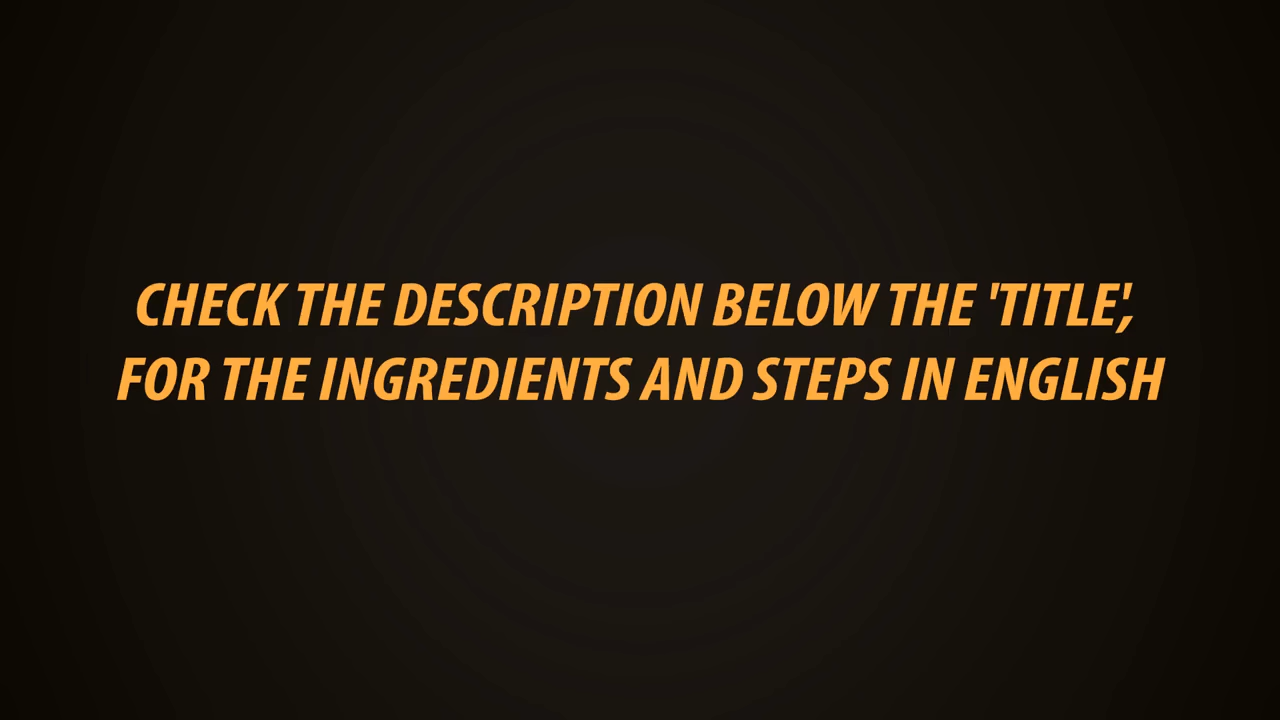 CHECK THE DESCRIPTION BELOW THE 'TITLE',
FOR THE INGREDIENTS AND STEPS IN ENGLISH